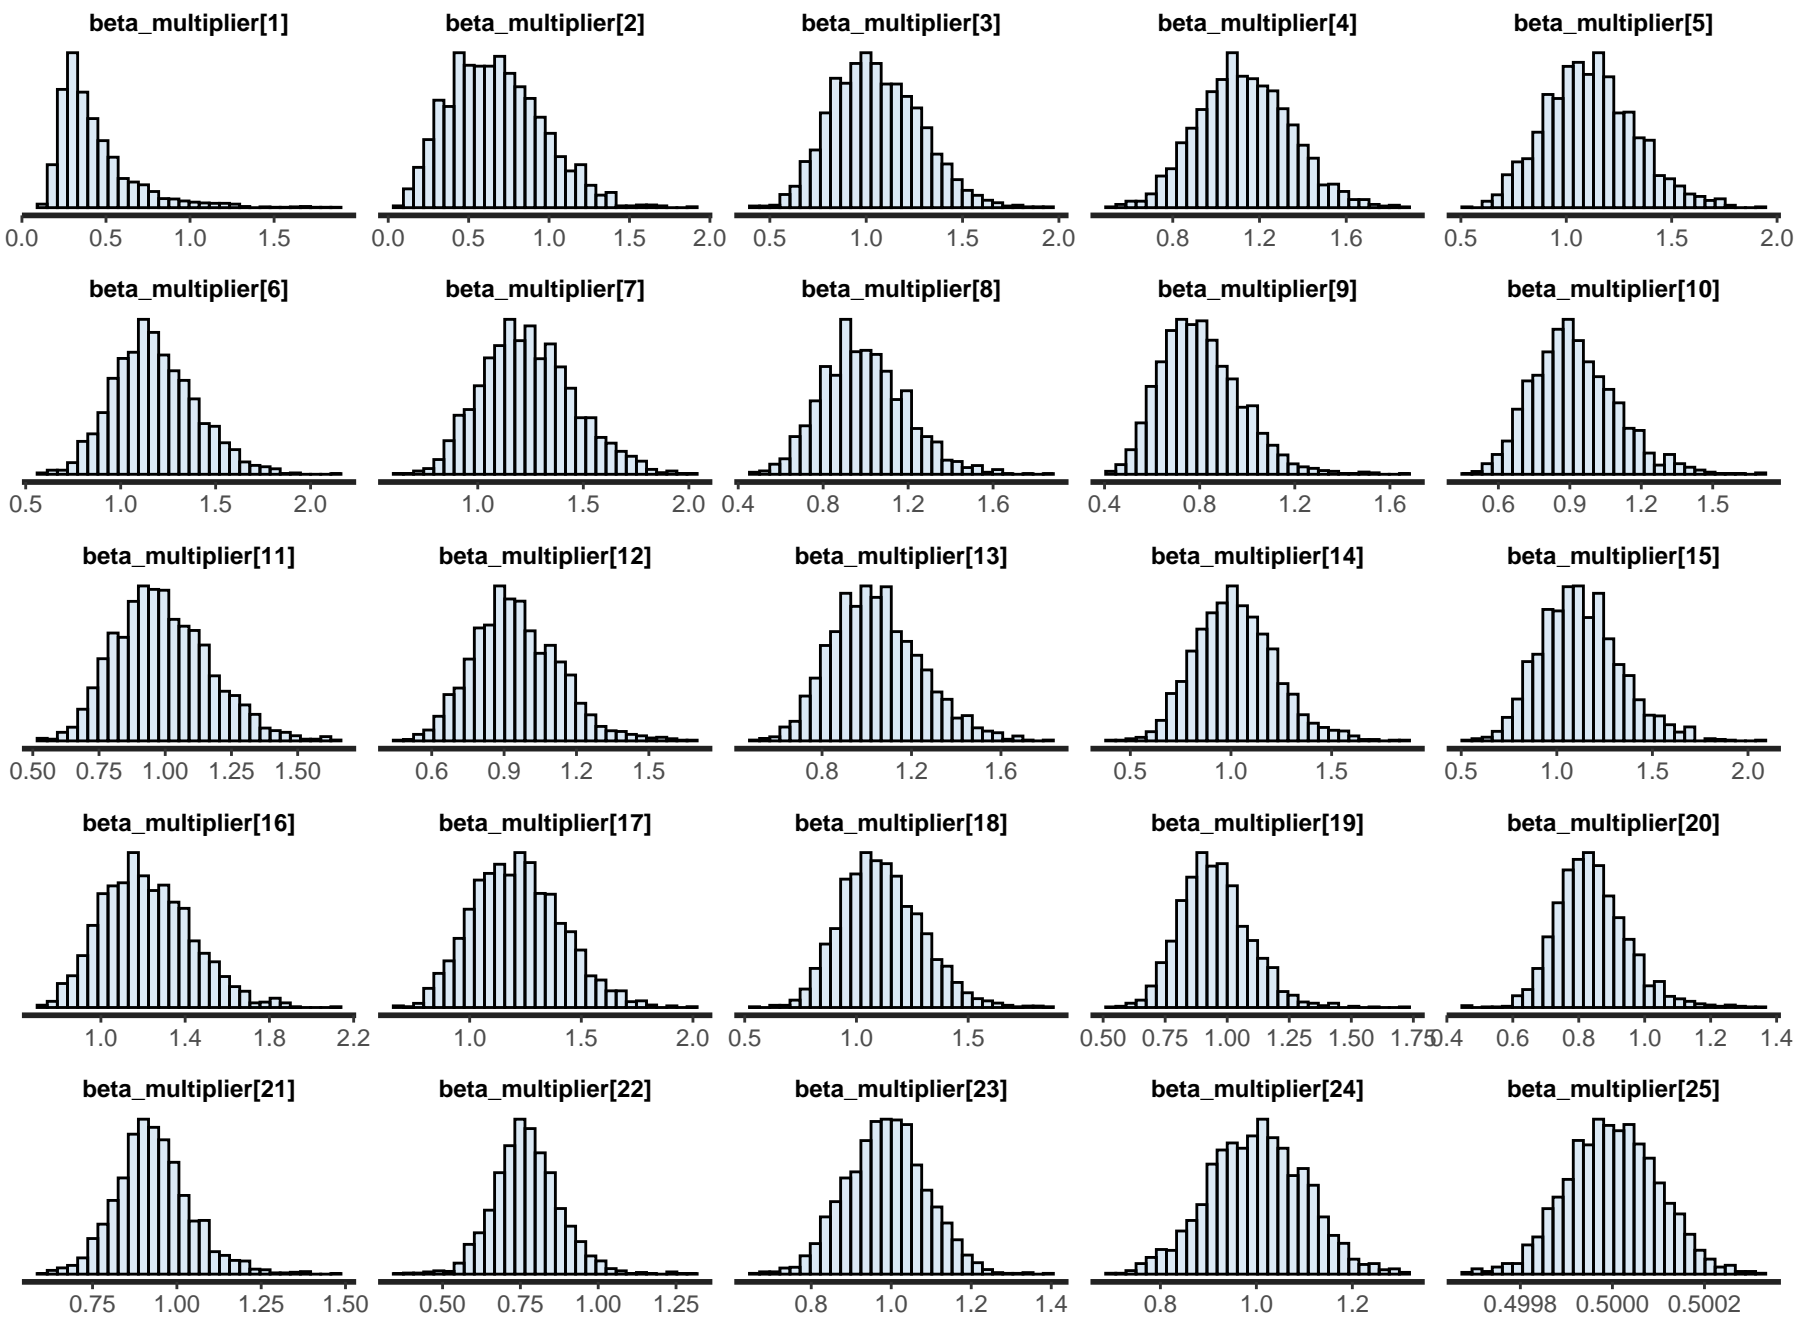 beta_multiplier[1] beta_multiplier[2] beta_multiplier[3] beta_multiplier[4] beta_multiplier[5]
0.0 0.5 1.0 1.5 0.0 0.5 1.0 1.5 2.0 0.5 1.0 1.5 2.0 0.8 1.2 1.6 0.5 1.0 1.5 2.0
beta_multiplier[6] beta_multiplier[7] beta_multiplier[8] beta_multiplier[9] beta_multiplier[10]
0.5 1.0 1.5 2.0 1.0 1.5 2.0 0.4 0.8 1.2 1.6 0.4 0.8 1.2 1.6 0.6 0.9 1.2 1.5
beta_multiplier[11] beta_multiplier[12] beta_multiplier[13] beta_multiplier[14] beta_multiplier[15]
0.50 0.75 1.00 1.25 1.50 0.6 0.9 1.2 1.5 0.8 1.2 1.6 0.5 1.0 1.5 0.5 1.0 1.5 2.0
beta_multiplier[16] beta_multiplier[17] beta_multiplier[18] beta_multiplier[19] beta_multiplier[20]
1.0 1.4 1.8 2.2 1.0 1.5 2.0 0.5 1.0 1.5 0.50 0.75 1.00 1.25 1.50 1.75 0.4 0.6 0.8 1.0 1.2 1.4
beta_multiplier[21] beta_multiplier[22] beta_multiplier[23] beta_multiplier[24] beta_multiplier[25]
0.75 1.00 1.25 1.50 0.50 0.75 1.00 1.25 0.8 1.0 1.2 1.4 0.8 1.0 1.2 0.4998 0.5000 0.5002